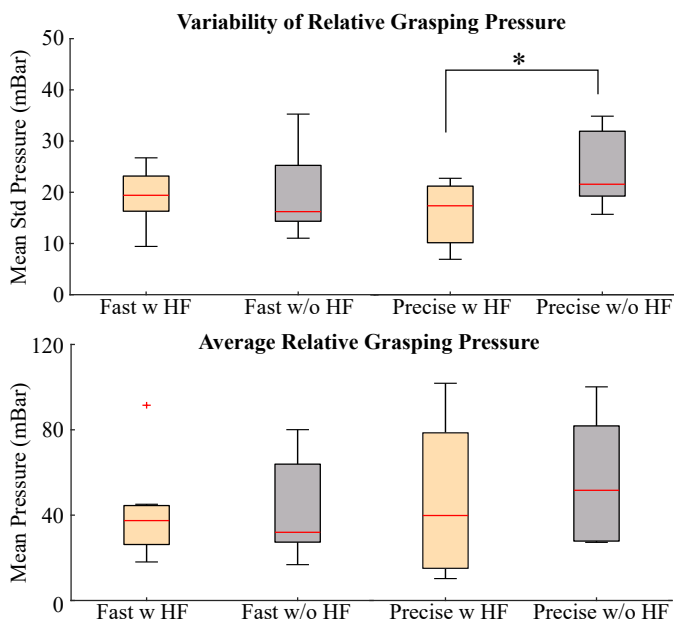 Variability of Relative Grasping Pressure
Mean Std Pressure (mBar)
50
40
30
20
10
0
*
Fast w HF
Fast w/o HF
Precise w HF
Precise w/o HF
Average Relative Grasping Pressure
Mean Pressure (mBar)
120
80
40
0
Fast w HF
Fast w/o HF
Precise w HF
Precise w/o HF